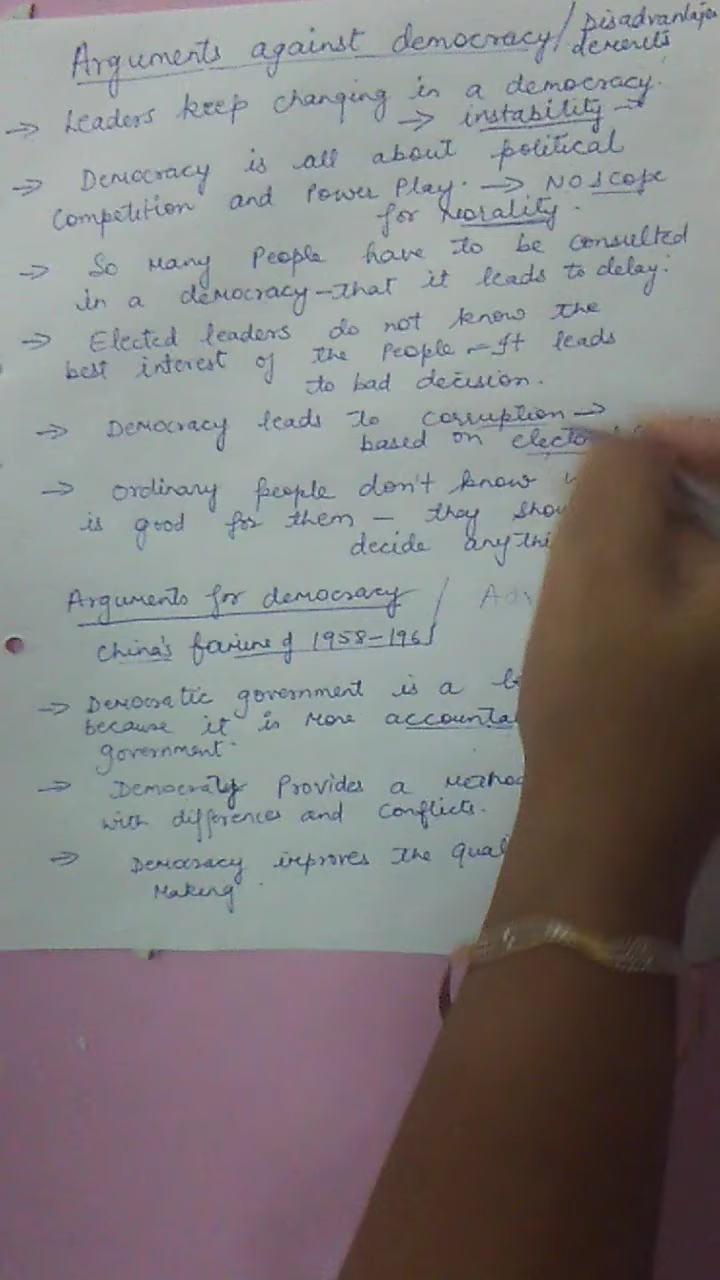 Arguments against democracy / Disadvantages
demerits
→ Leaders keep changing in a democracy.
→ instability →
→ Democracy is all about political
competition and Power Play. → No scope
for Morality.
→ So many People have to be consulted
in a democracy - that it leads to delay.
→ Elected leaders do not know the
best interest of the People - It leads
to bad decision.
→ Democracy leads to corruption →
based on electo
→ ordinary people don't know
is good for them - they
decide
Arguments for democracy /
China's famine of 1958-1961
→ Democratic government is a
because it is more
government.
→ Democracy Provides a
with differences and conflicts.
→ Democracy improves the
Making.